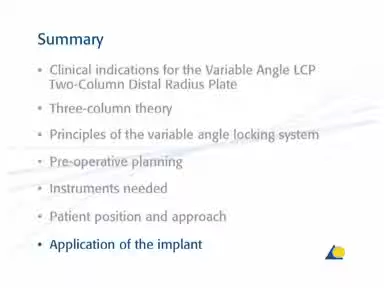 Summary
• Clinical indications for the Variable Angle LCP
Two-Column Distal Radius Plate
• Three-column theory
• Principles of the variable angle locking system
• Pre-operative planning
• Instruments needed
• Patient position and approach
• Application of the implant